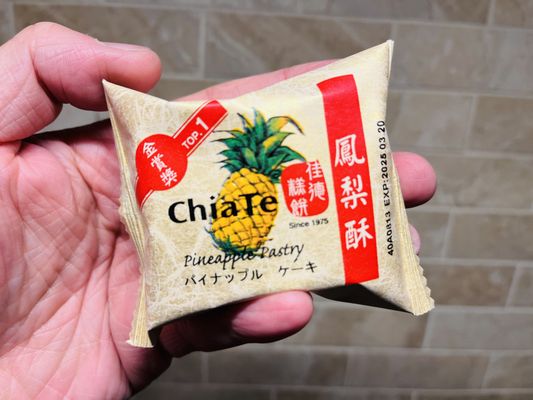 金賞獎
TOP.1
ChiaTe
佳德
糕餅
Since 1975
鳳梨酥
Pineapple Pastry
パイナップル ケーキ
40A0813 EXP:2025 03 20